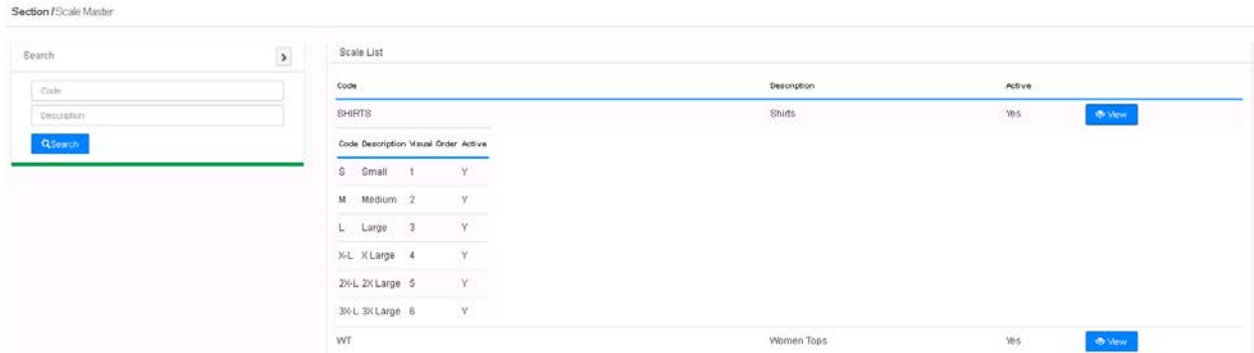 Section / Scale Master
Search
Code
Description
Search
Scale List
Code Description Active
SHIRTS Shirts Yes View
Code Description Visual Order Active
S Small 1 Y
M Medium 2 Y
L Large 3 Y
X-L X Large 4 Y
2X-L 2X Large 5 Y
3X-L 3X Large 6 Y
WT Women Tops Yes View